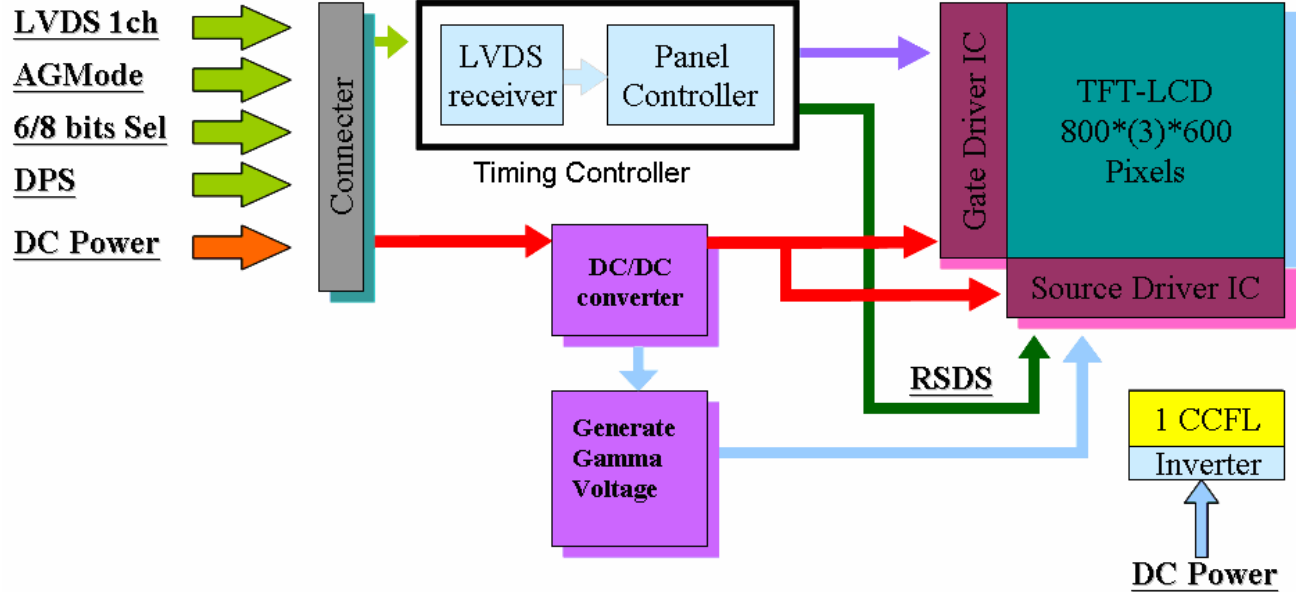 LVDS 1ch
AGMode
6/8 bits Sel
DPS
DC Power
Connecter
LVDS
receiver
Panel
Controller
Timing Controller
DC/DC
converter
Generate
Gamma
Voltage
RSDS
Gate Driver IC
TFT-LCD
800*(3)*600
Pixels
Source Driver IC
1 CCFL
Inverter
DC Power